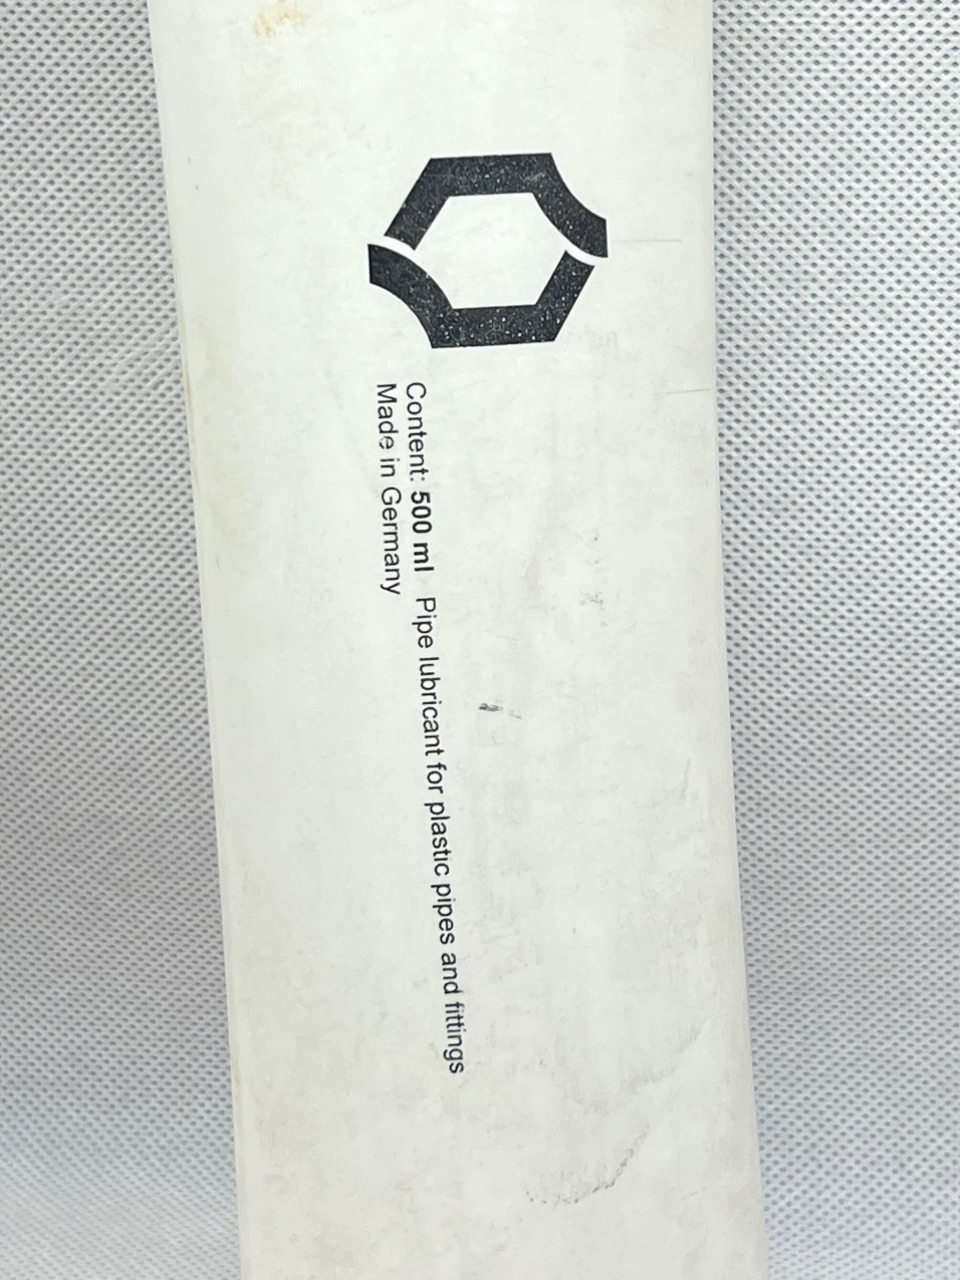 Content: 500 ml Pipe lubricant for plastic pipes and fittings
Made in Germany